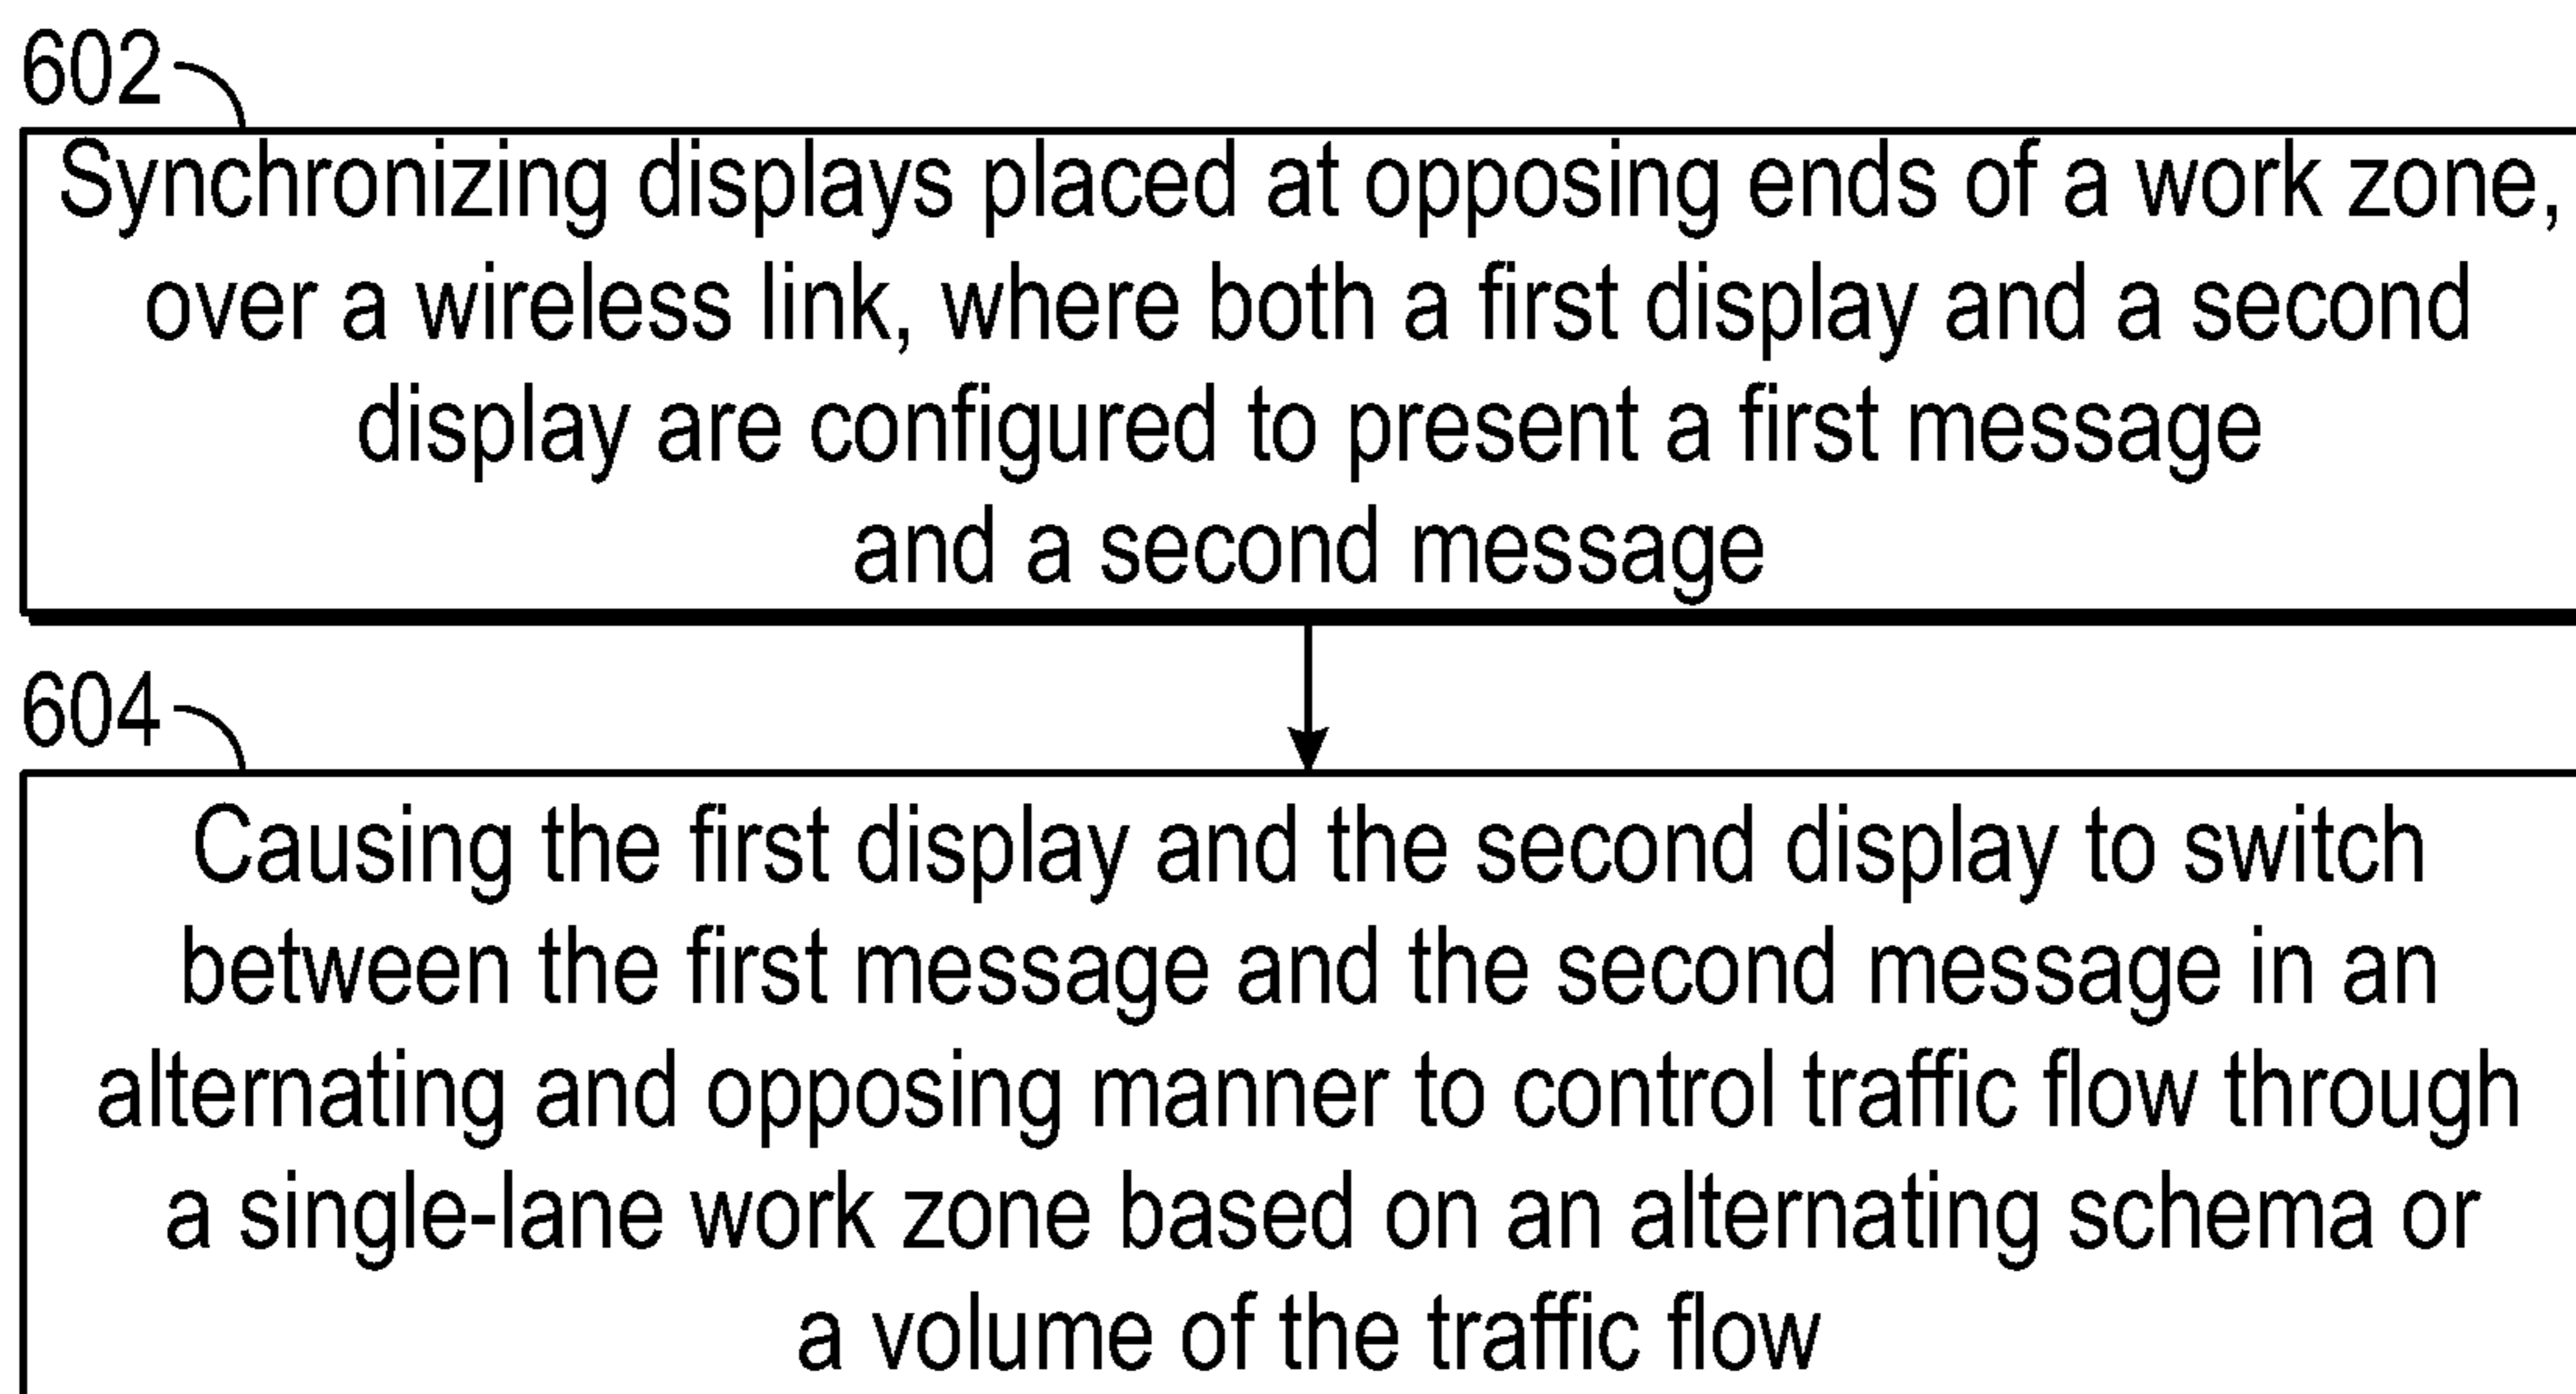 602
Synchronizing displays placed at opposing ends of a work zone,
over a wireless link, where both a first display and a second
display are configured to present a first message
and a second message
604
Causing the first display and the second display to switch
between the first message and the second message in an
alternating and opposing manner to control traffic flow through
a single-lane work zone based on an alternating schema or
a volume of the traffic flow